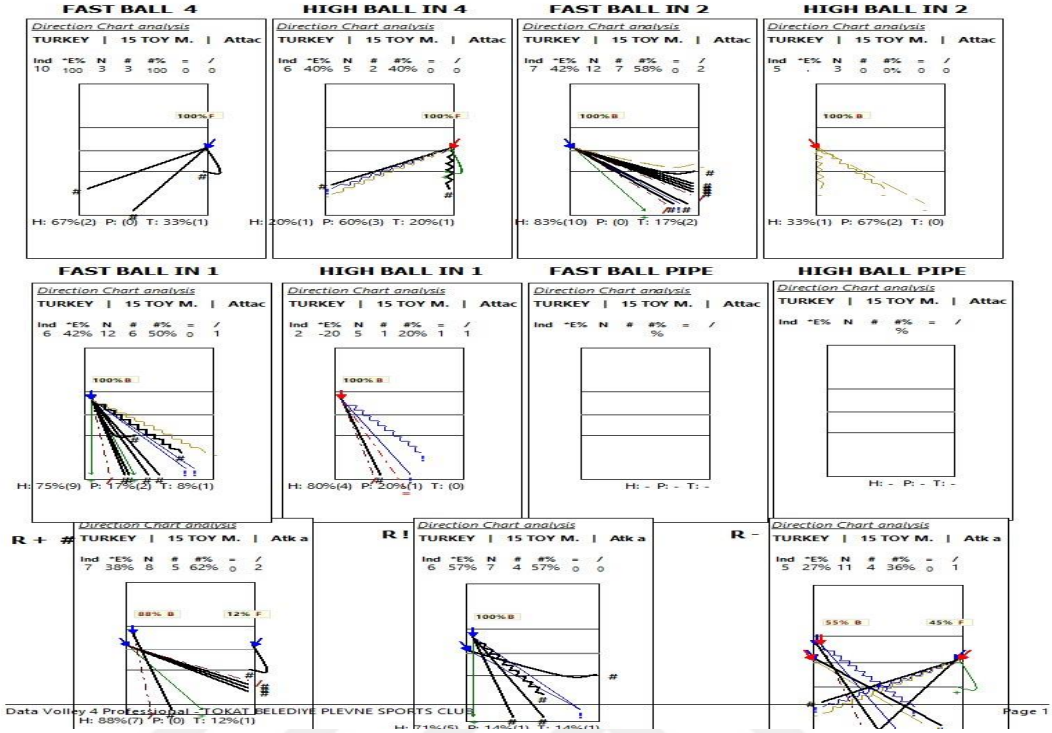 FAST BALL 4
Direction Chart analysis
TURKEY | 15 TOY M. | Attac
Ind *E% N # #% = /
10 100 3 3 100 0 0
100% F
#
#
#
H: 67%(2) P: (0) T: 33%(1)
HIGH BALL IN 4
Direction Chart analysis
TURKEY | 15 TOY M. | Attac
Ind *E% N # #% = /
6 40% 5 2 40% 0 0
100% F
#
#
H: 20%(1) P: 60%(3) T: 20%(1)
FAST BALL IN 2
Direction Chart analysis
TURKEY | 15 TOY M. | Attac
Ind *E% N # #% = /
7 42% 12 7 58% 0 2
100% B
#
H: 83%(10) P: (0) T: 17%(2)
HIGH BALL IN 2
Direction Chart analysis
TURKEY | 15 TOY M. | Attac
Ind *E% N # #% = /
5 . 3 0 0% 0 0
100% B
H: 33%(1) P: 67%(2) T: (0)
FAST BALL IN 1
Direction Chart analysis
TURKEY | 15 TOY M. | Attac
Ind *E% N # #% = /
6 42% 12 6 50% 0 1
100% B
#
#
H: 75%(9) P: 17%(2) T: 8%(1)
HIGH BALL IN 1
Direction Chart analysis
TURKEY | 15 TOY M. | Attac
Ind *E% N # #% = /
2 -20 5 1 20% 1 1
100% B
!
#
=
H: 80%(4) P: 20%(1) T: (0)
FAST BALL PIPE
Direction Chart analysis
TURKEY | 15 TOY M. | Attac
Ind *E% N # #% = /
%
H: - P: - T: -
HIGH BALL PIPE
Direction Chart analysis
TURKEY | 15 TOY M. | Attac
Ind *E% N # #% = /
%
H: - P: - T: -
R + #
Direction Chart analysis
TURKEY | 15 TOY M. | Atk a
Ind *E% N # #% = /
7 38% 8 5 62% 0 2
88% B 12% F
#
H: 88%(7) P: (0) T: 12%(1)
R !
Direction Chart analysis
TURKEY | 15 TOY M. | Atk a
Ind *E% N # #% = /
6 57% 7 4 57% 0 0
100% B
#
#
# # !
H: 71%(5) P: 14%(1) T: 14%(1)
R -
Direction Chart analysis
TURKEY | 15 TOY M. | Atk a
Ind *E% N # #% = /
5 27% 11 4 36% 0 1
55% B 45% F
Data Volley 4 Professional - TOKAT BELEDİYE PLEVNE SPORTS CLUB
Page 1